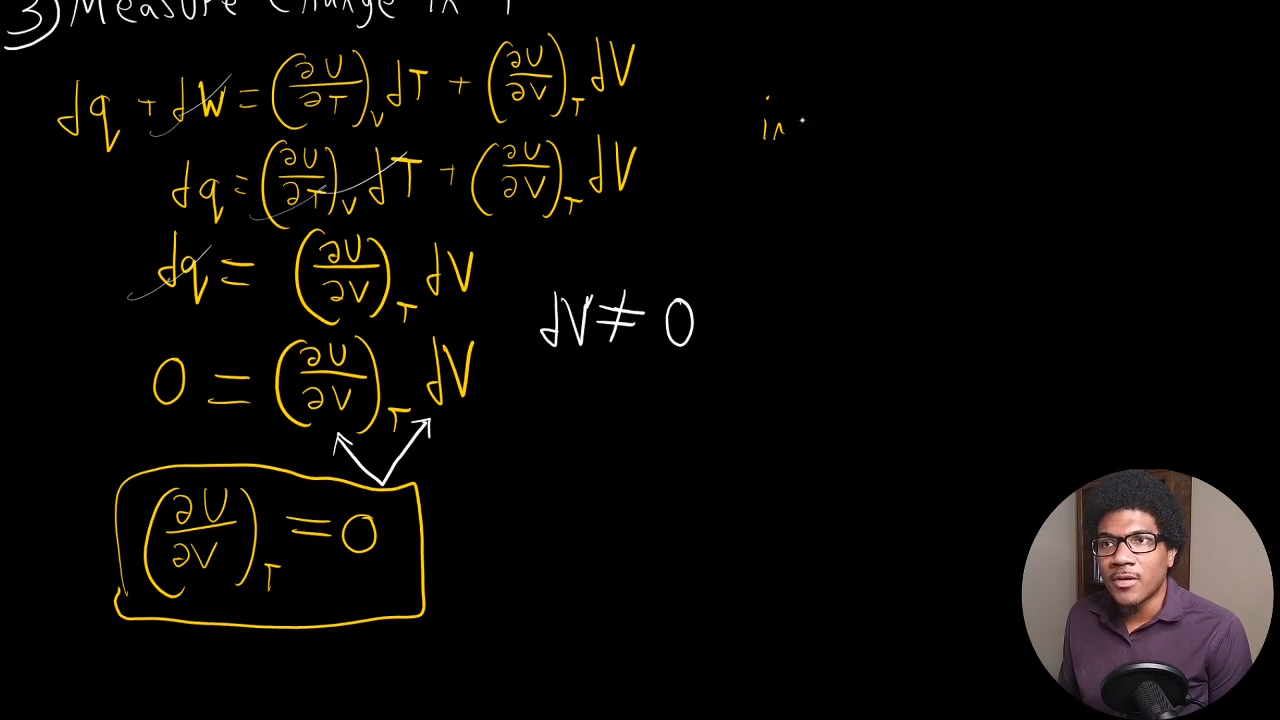 3) Measure Change in T
dq + dW = (∂U/∂T)_V dT + (∂U/∂V)_T dV
dq = (∂U/∂T)_V dT + (∂U/∂V)_T dV
dq = (∂U/∂V)_T dV
dV ≠ 0
0 = (∂U/∂V)_T dV
(∂U/∂V)_T = 0
in